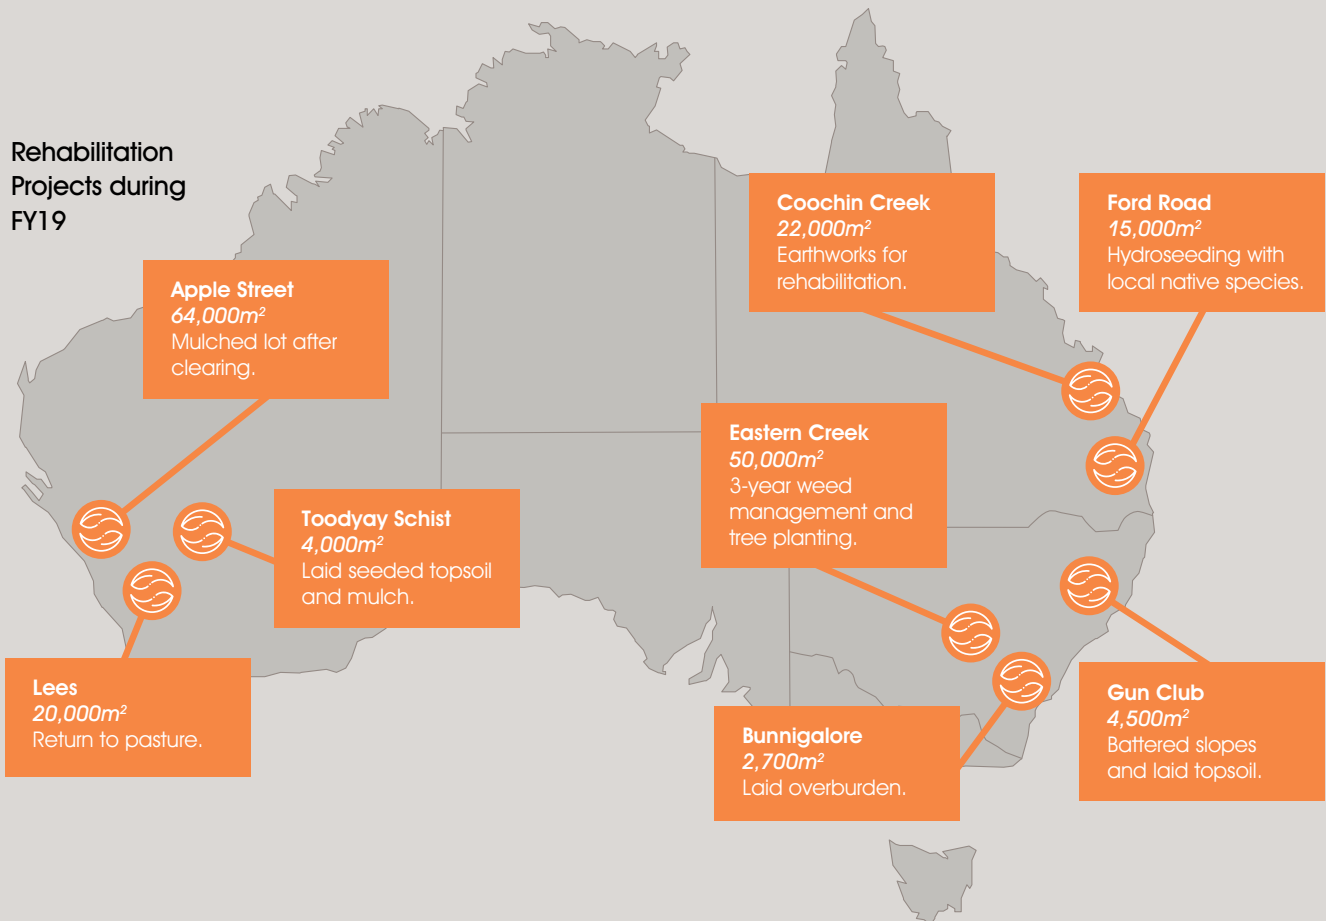 Rehabilitation
Projects during
FY19
Apple Street
64,000m²
Mulched lot after
clearing.
Toodyay Schist
4,000m²
Laid seeded topsoil
and mulch.
Lees
20,000m²
Return to pasture.
Coochin Creek
22,000m²
Earthworks for
rehabilitation.
Ford Road
15,000m²
Hydroseeding with
local native species.
Eastern Creek
50,000m²
3-year weed
management and
tree planting.
Bunnigalore
2,700m²
Laid overburden.
Gun Club
4,500m²
Battered slopes
and laid topsoil.